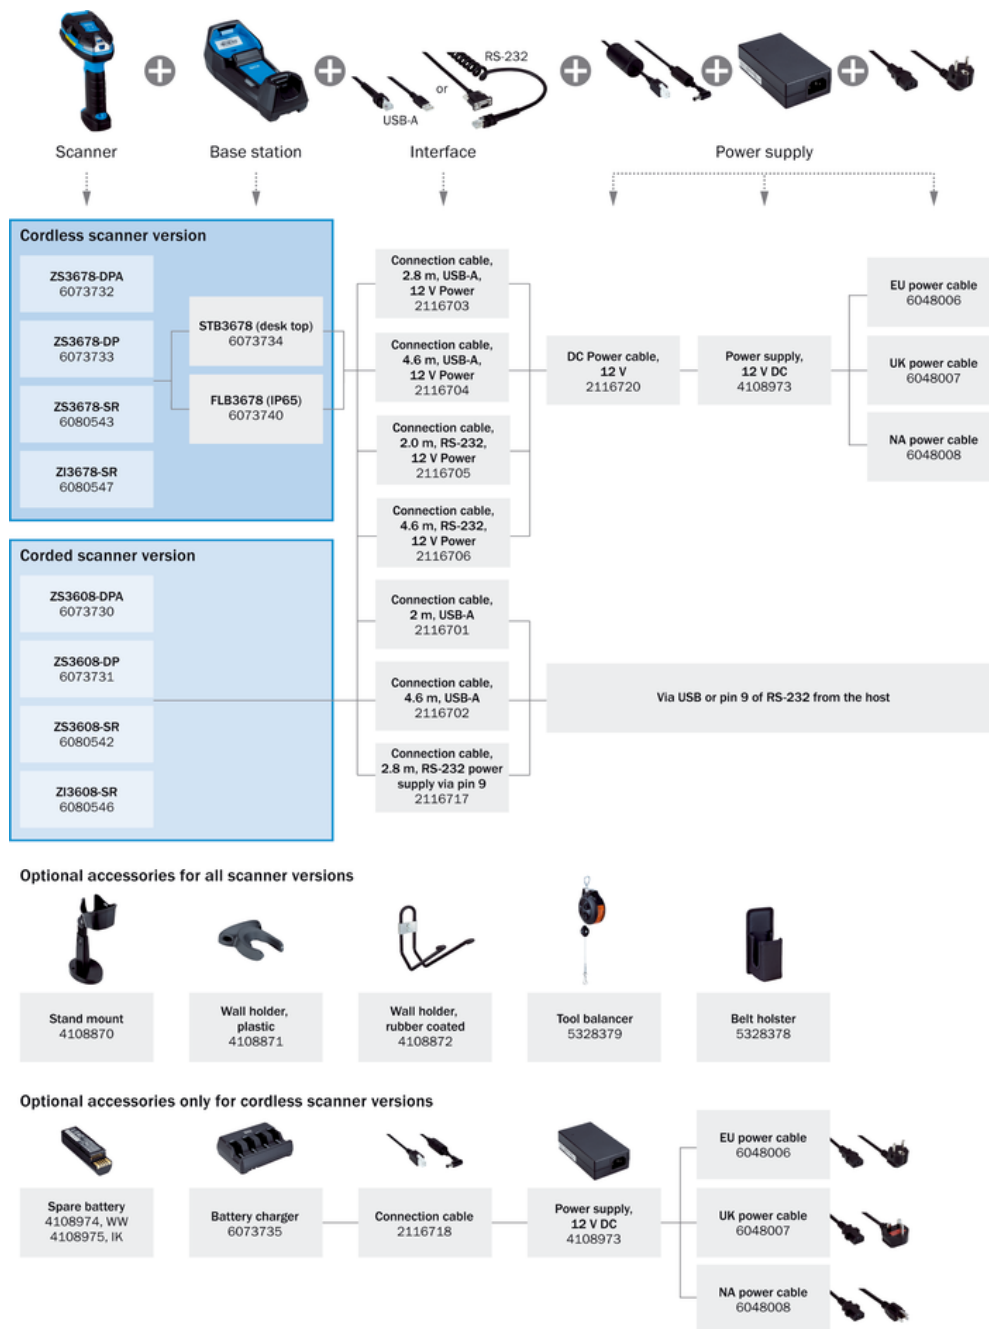 RS-232
or
USB-A
Scanner
Base station
Interface
Power supply
Cordless scanner version
ZS3678-DPA
6073732
ZS3678-DP
6073733
ZS3678-SR
6080543
ZI3678-SR
6080547
STB3678 (desk top)
6073734
FLB3678 (IP65)
6073740
Connection cable,
2.8 m, USB-A,
12 V Power
2116703
Connection cable,
4.6 m, USB-A,
12 V Power
2116704
Connection cable,
2.0 m, RS-232,
12 V Power
2116705
Connection cable,
4.6 m, RS-232,
12 V Power
2116706
DC Power cable,
12 V
2116720
Power supply,
12 V DC
4108973
EU power cable
6048006
UK power cable
6048007
NA power cable
6048008
Corded scanner version
ZS3608-DPA
6073730
ZS3608-DP
6073731
ZS3608-SR
6080542
ZI3608-SR
6080546
Connection cable,
2 m, USB-A
2116701
Connection cable,
4.6 m, USB-A
2116702
Connection cable,
2.8 m, RS-232 power
supply via pin 9
2116717
Via USB or pin 9 of RS-232 from the host
Optional accessories for all scanner versions
Stand mount
4108870
Wall holder,
plastic
4108871
Wall holder,
rubber coated
4108872
Tool balancer
5328379
Belt holster
5328378
Optional accessories only for cordless scanner versions
Spare battery
4108974, WW
4108975, IK
Battery charger
6073735
Connection cable
2116718
Power supply,
12 V DC
4108973
EU power cable
6048006
UK power cable
6048007
NA power cable
6048008